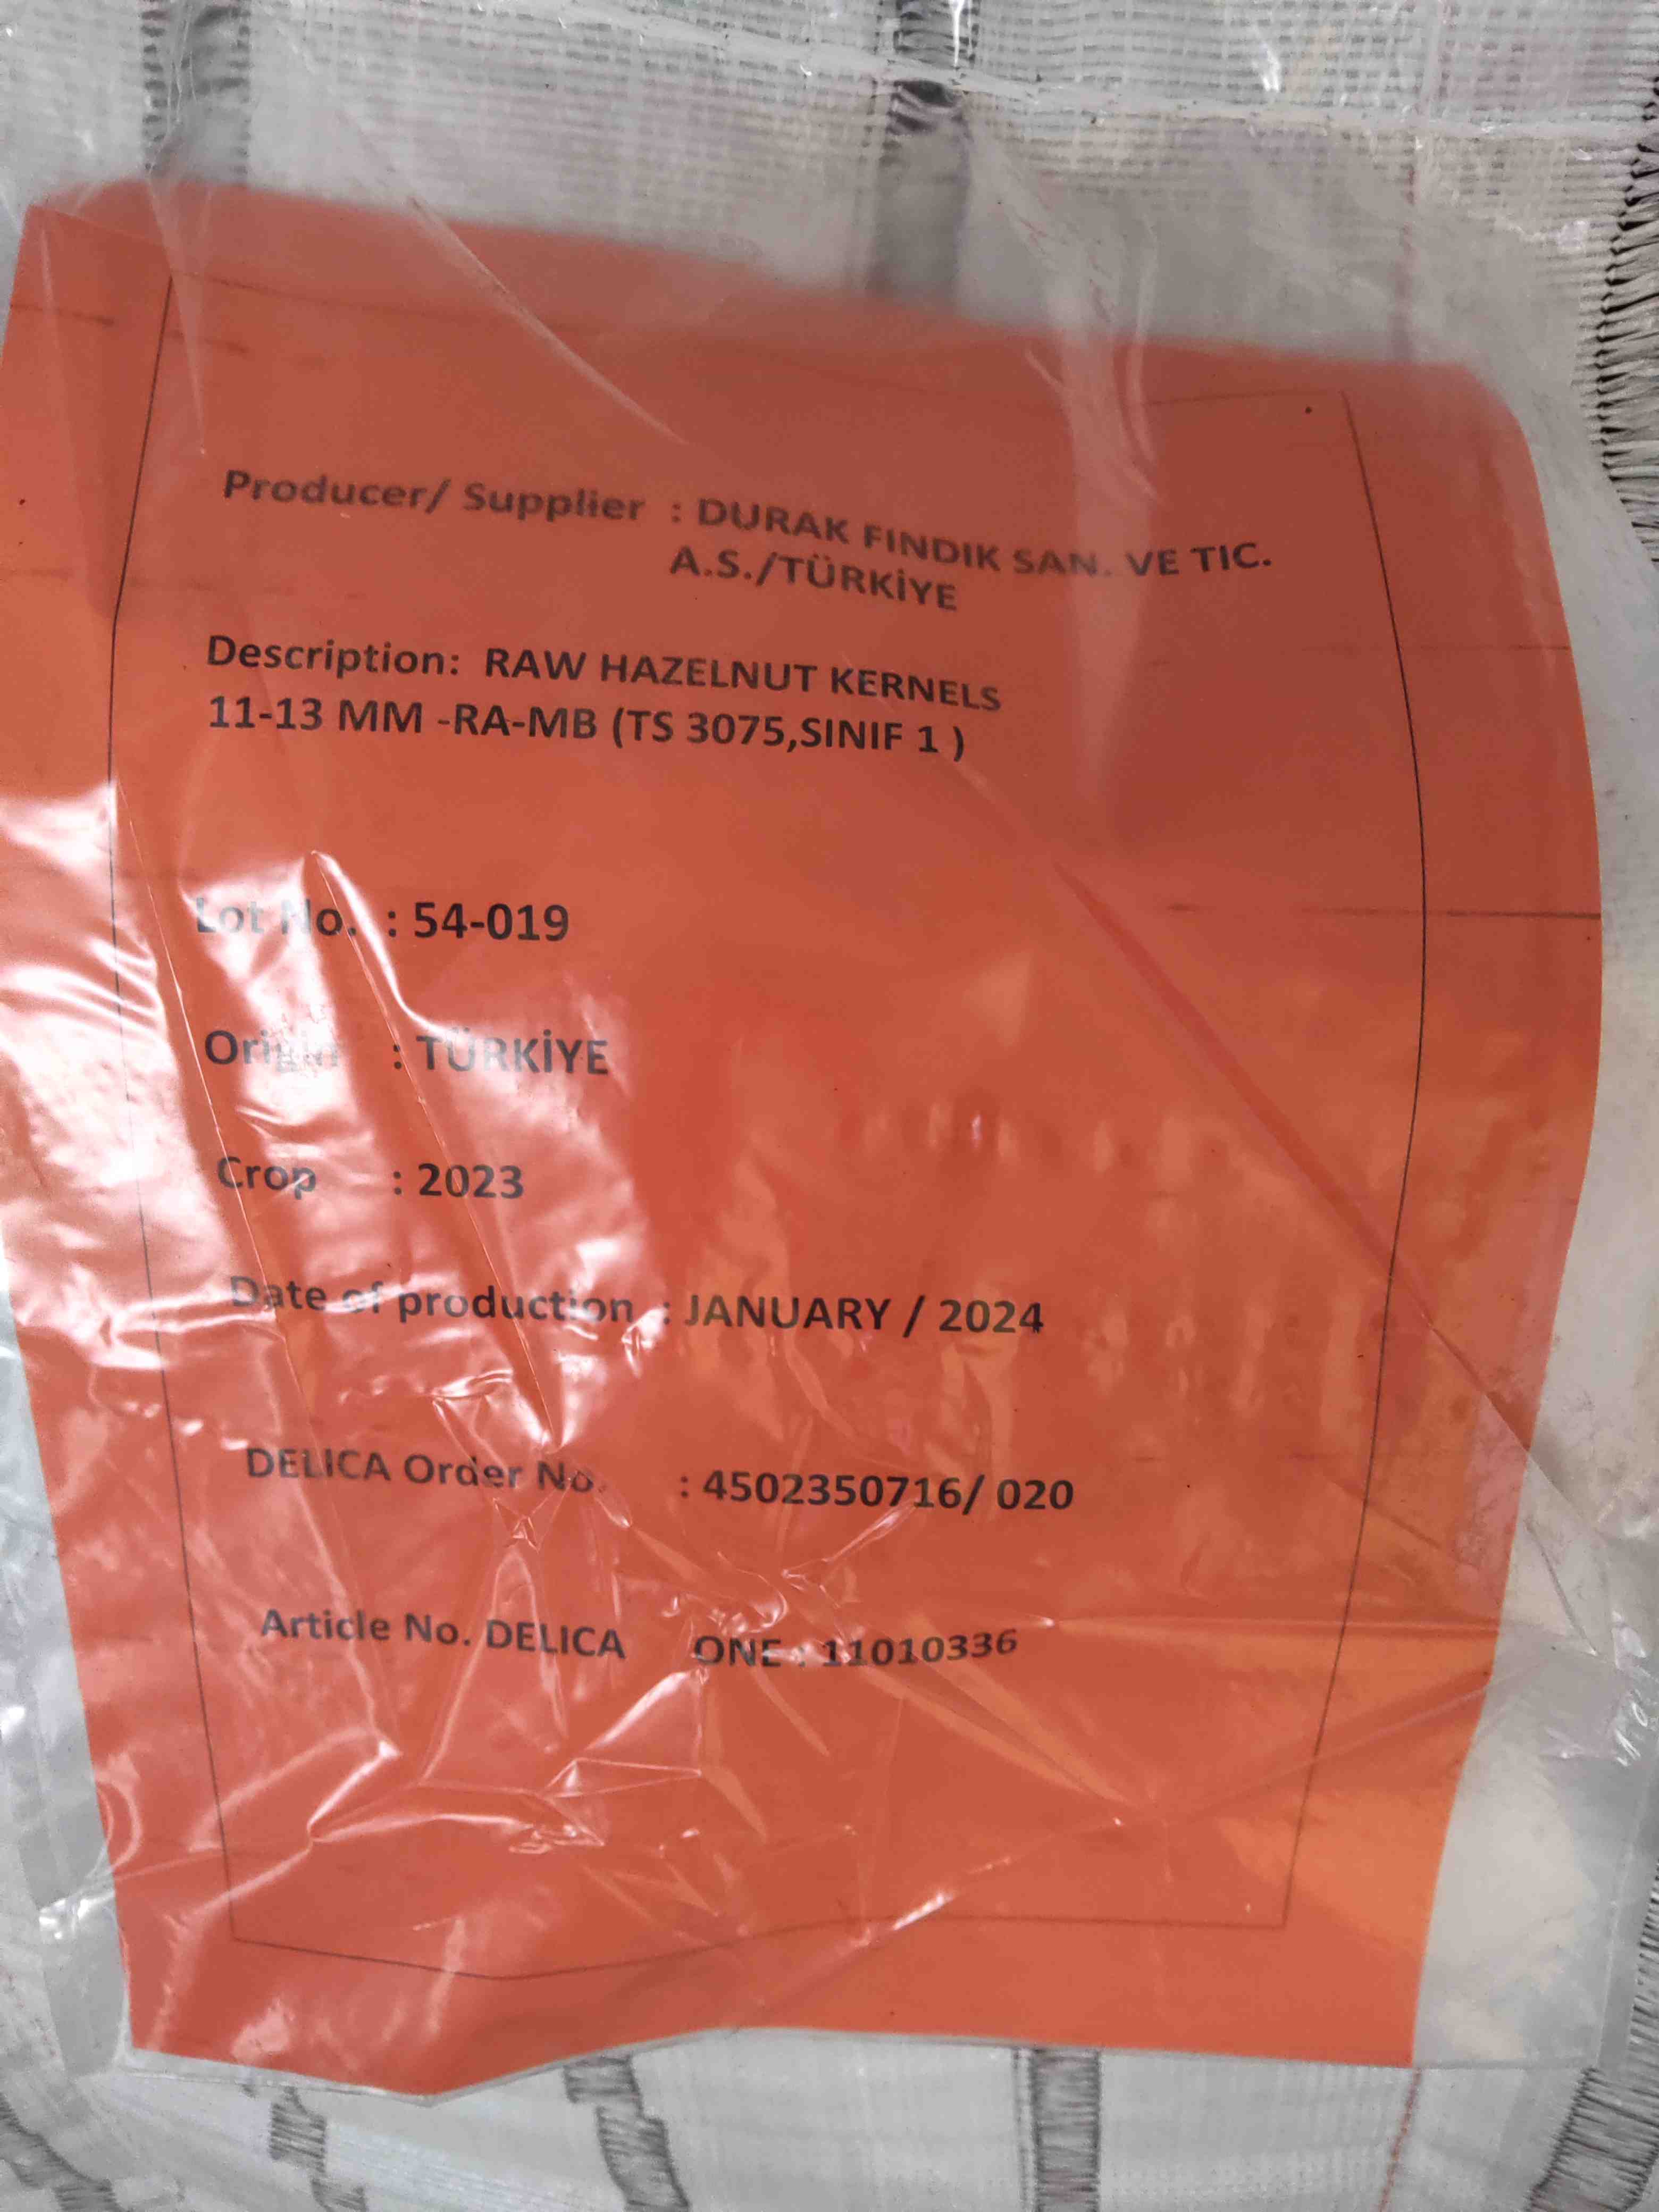 Producer/ Supplier : DURAK FINDIK SAN. VE TIC.
A.S./TÜRKİYE
Description: RAW HAZELNUT KERNELS
11-13 MM -RA-MB (TS 3075,SINIF 1 )
Lot No. : 54-019
Origin : TÜRKİYE
Crop : 2023
Date of production : JANUARY / 2024
DELICA Order No. : 4502350716/ 020
Article No. DELICA ONE : 11010336